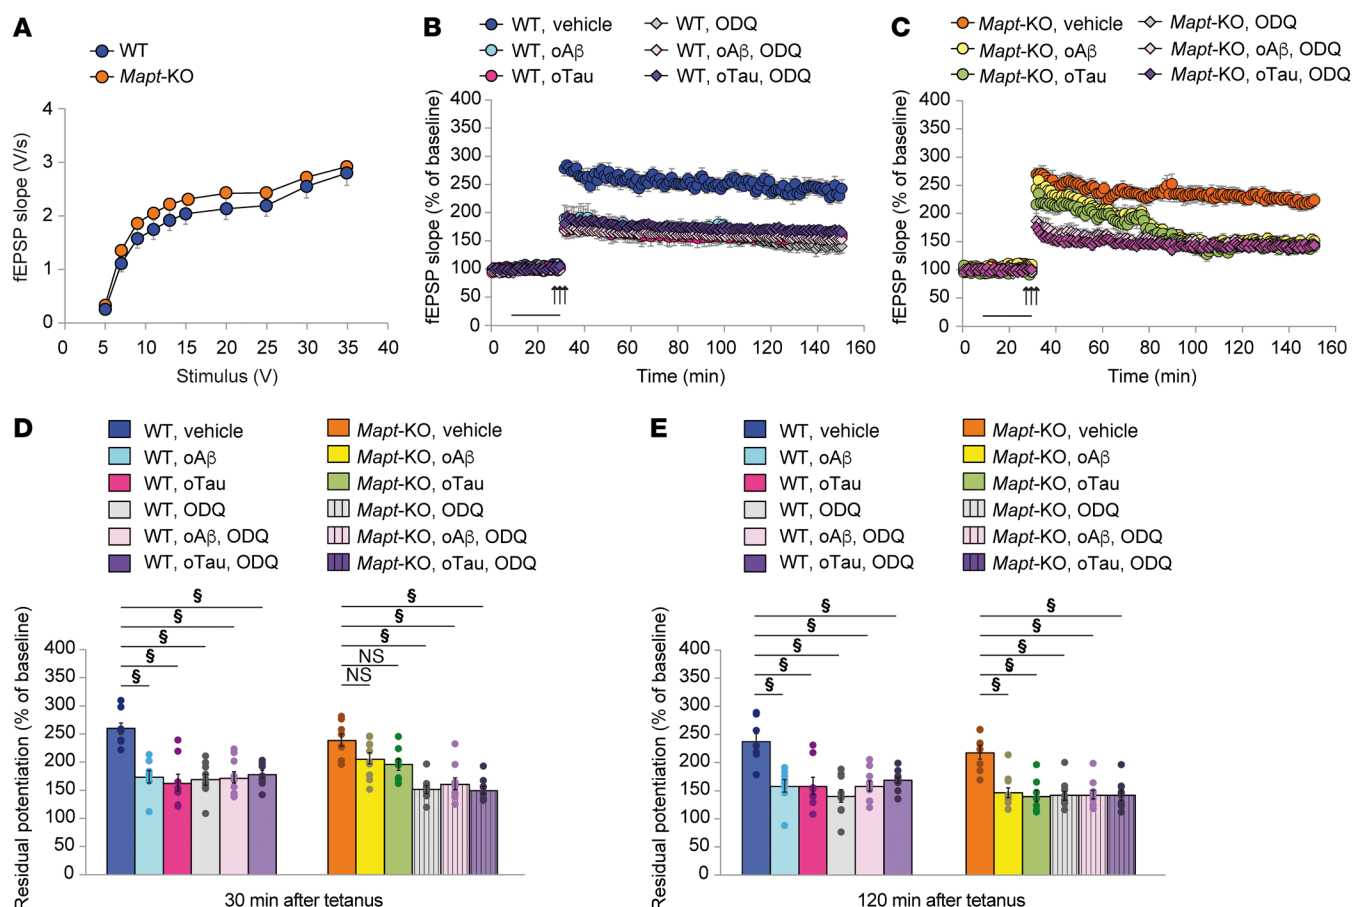 A
WT
Mapt-KO
fEPSP slope (V/s)
4
3
2
1
0
0 5 10 15 20 25 30 35 40
Stimulus (V)
B
WT, vehicle
WT, oAβ
WT, oTau
WT, ODQ
WT, oAβ, ODQ
WT, oTau, ODQ
fEPSP slope (% of baseline)
400
350
300
250
200
150
100
50
0
0 20 40 60 80 100 120 140 160
Time (min)
C
Mapt-KO, vehicle
Mapt-KO, oAβ
Mapt-KO, oTau
Mapt-KO, ODQ
Mapt-KO, oAβ, ODQ
Mapt-KO, oTau, ODQ
fEPSP slope (% of baseline)
400
350
300
250
200
150
100
50
0
0 20 40 60 80 100 120 140 160
Time (min)
D
WT, vehicle
WT, oAβ
WT, oTau
WT, ODQ
WT, oAβ, ODQ
WT, oTau, ODQ
Mapt-KO, vehicle
Mapt-KO, oAβ
Mapt-KO, oTau
Mapt-KO, ODQ
Mapt-KO, oAβ, ODQ
Mapt-KO, oTau, ODQ
Residual potentiation (% of baseline)
400
350
300
250
200
150
100
50
0
§
§
§
§
§
§
§
§
NS
NS
30 min after tetanus
E
WT, vehicle
WT, oAβ
WT, oTau
WT, ODQ
WT, oAβ, ODQ
WT, oTau, ODQ
Mapt-KO, vehicle
Mapt-KO, oAβ
Mapt-KO, oTau
Mapt-KO, ODQ
Mapt-KO, oAβ, ODQ
Mapt-KO, oTau, ODQ
Residual potentiation (% of baseline)
400
350
300
250
200
150
100
50
0
§
§
§
§
§
§
§
§
§
§
120 min after tetanus